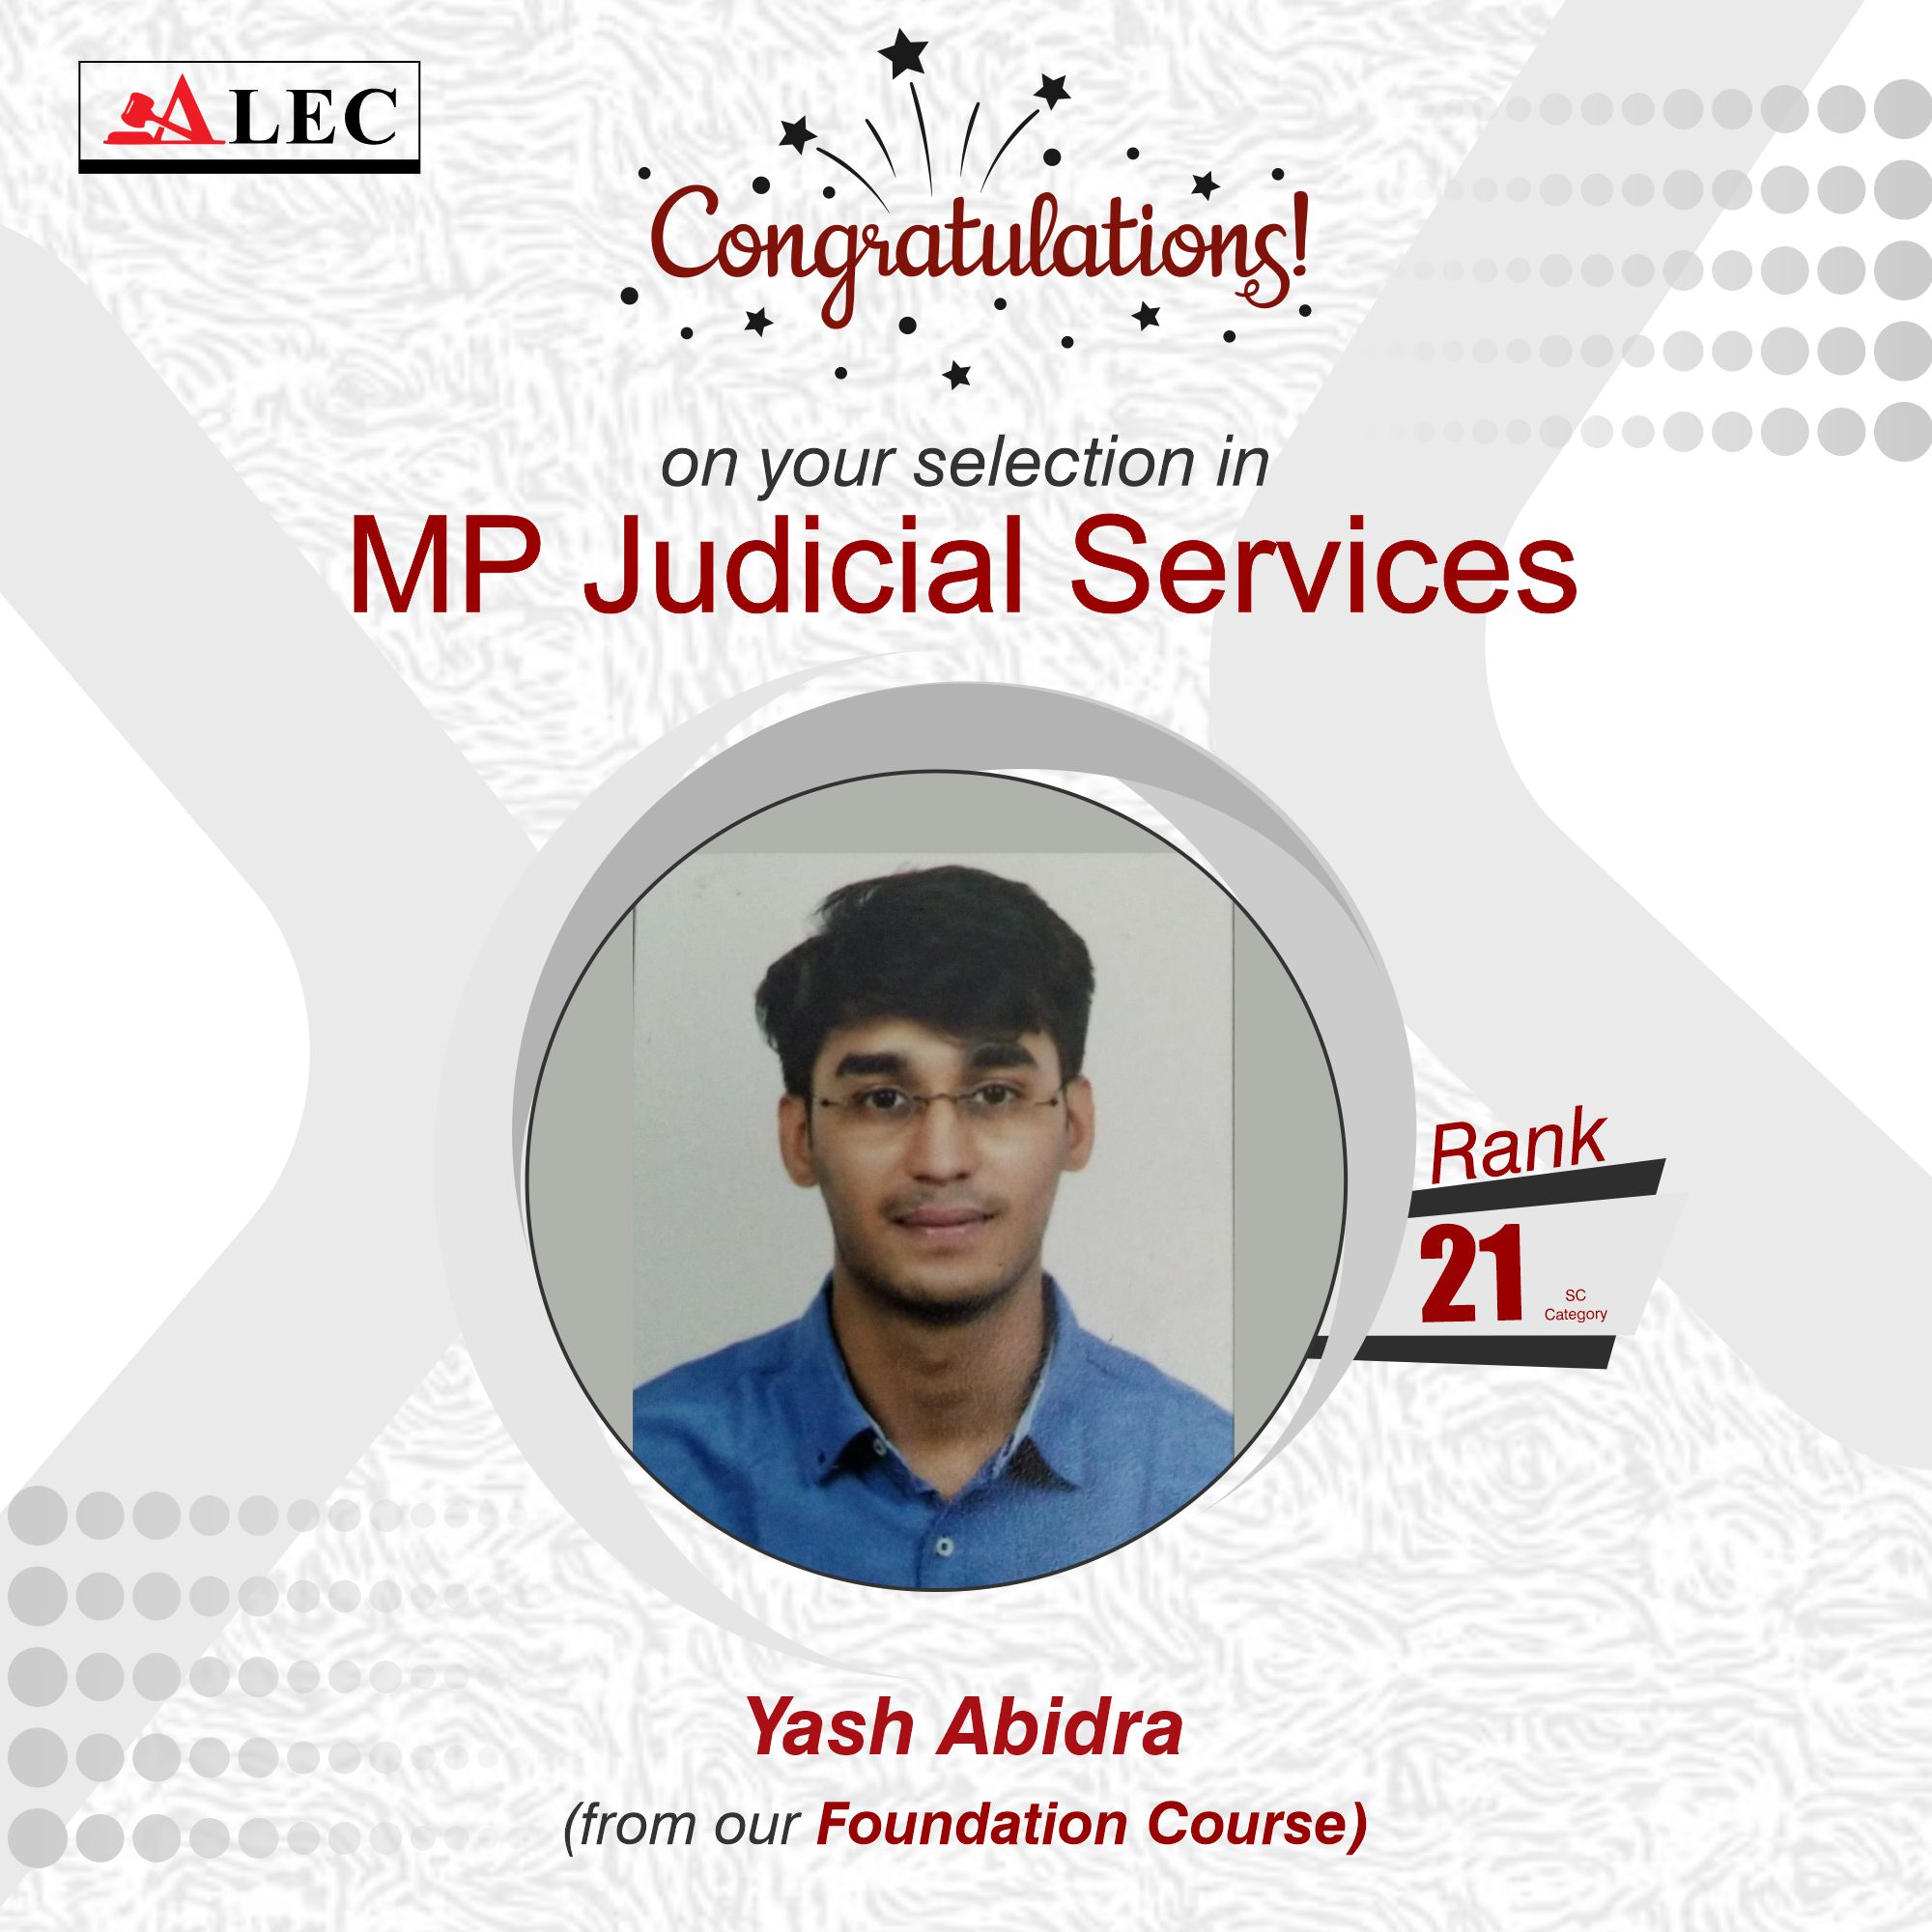 ALEC
Congratulations!
on your selection in
MP Judicial Services
Rank
21
SC
Category
Yash Abidra
(from our Foundation Course)